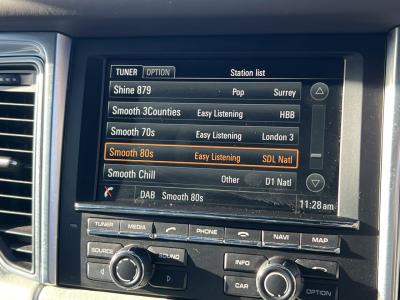 TUNER OPTION Station list
Shine 879 Pop Surrey
Smooth 3Counties Easy Listening HBB
Smooth 70s Easy Listening London 3
Smooth 80s Easy Listening SDL Natl
Smooth Chill Other D1 Natl
DAB Smooth 80s
11:28 am
TUNER MEDIA PHONE NAVI MAP
SOURCE SOUND INFO
CAR OPTION